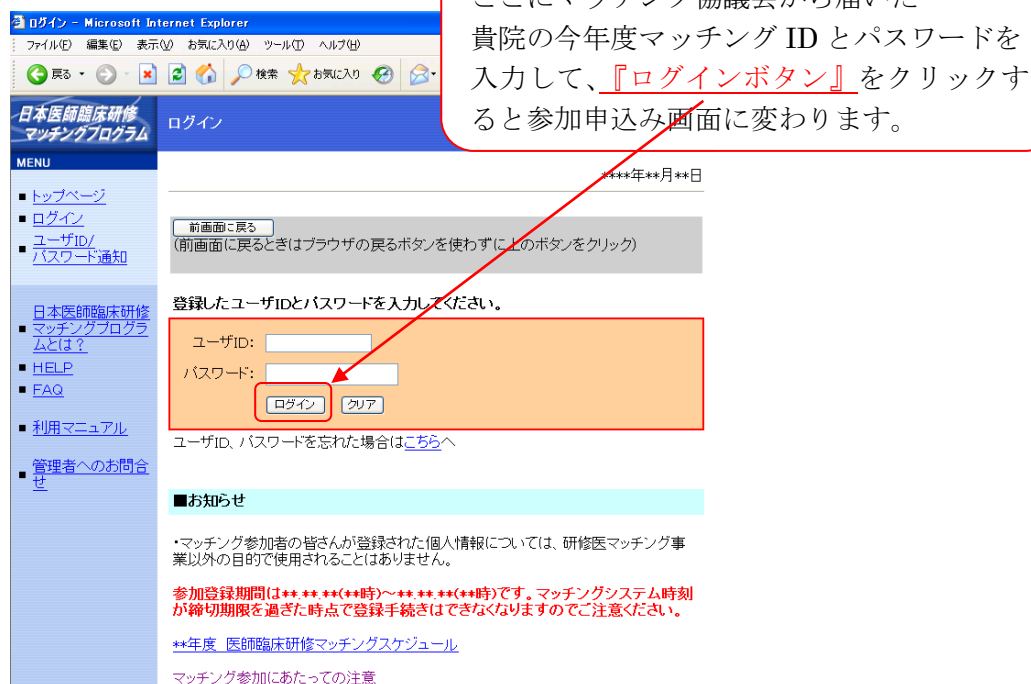 ログイン - Microsoft Internet Explorer
ファイル(F) 編集(E) 表示(V) お気に入り(A) ツール(T) ヘルプ(H)
戻る 検索 お気に入り
貴院の今年度マッチング ID とパスワードを
入力して、『ログインボタン』をクリックす
ると参加申込み画面に変わります。
日本医師臨床研修
マッチングプログラム
ログイン
MENU
****年**月**日
トップページ
ログイン
ユーザID/
パスワード通知
日本医師臨床研修
マッチングプログラ
ムとは?
HELP
FAQ
利用マニュアル
管理者へのお問合
せ
前画面に戻る
(前画面に戻るときはブラウザの戻るボタンを使わずに上のボタンをクリック)
登録したユーザIDとパスワードを入力してください。
ユーザID:
パスワード:
ログイン クリア
ユーザID、パスワードを忘れた場合はこちらへ
■お知らせ
・マッチング参加者の皆さんが登録された個人情報については、研修医マッチング事
業以外の目的で使用されることはありません。
参加登録期間は**.**.**(**時)~**.**.**(**時)です。マッチングシステム時刻
が締切期限を過ぎた時点で登録手続きはできなくなりますのでご注意ください。
**年度 医師臨床研修マッチングスケジュール
マッチング参加にあたっての注意